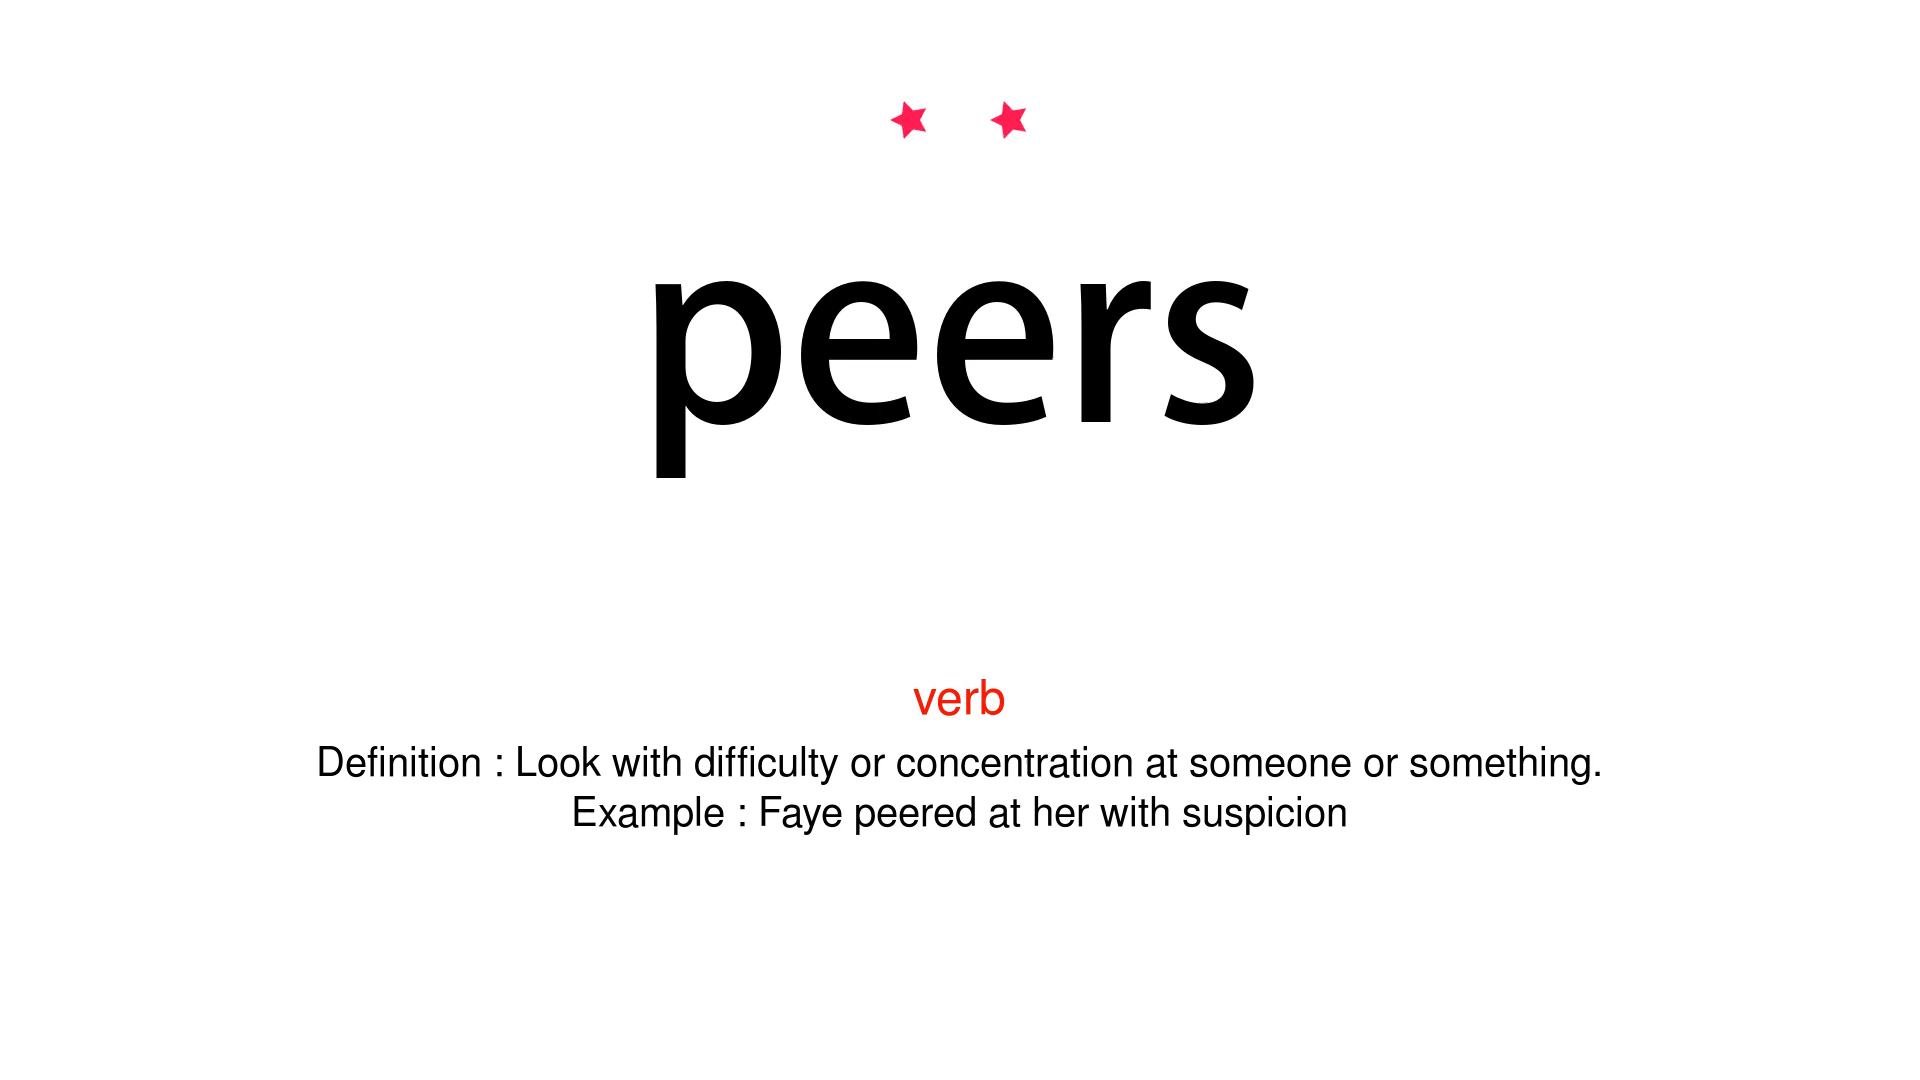 peers
verb
Definition : Look with difficulty or concentration at someone or something.
Example : Faye peered at her with suspicion